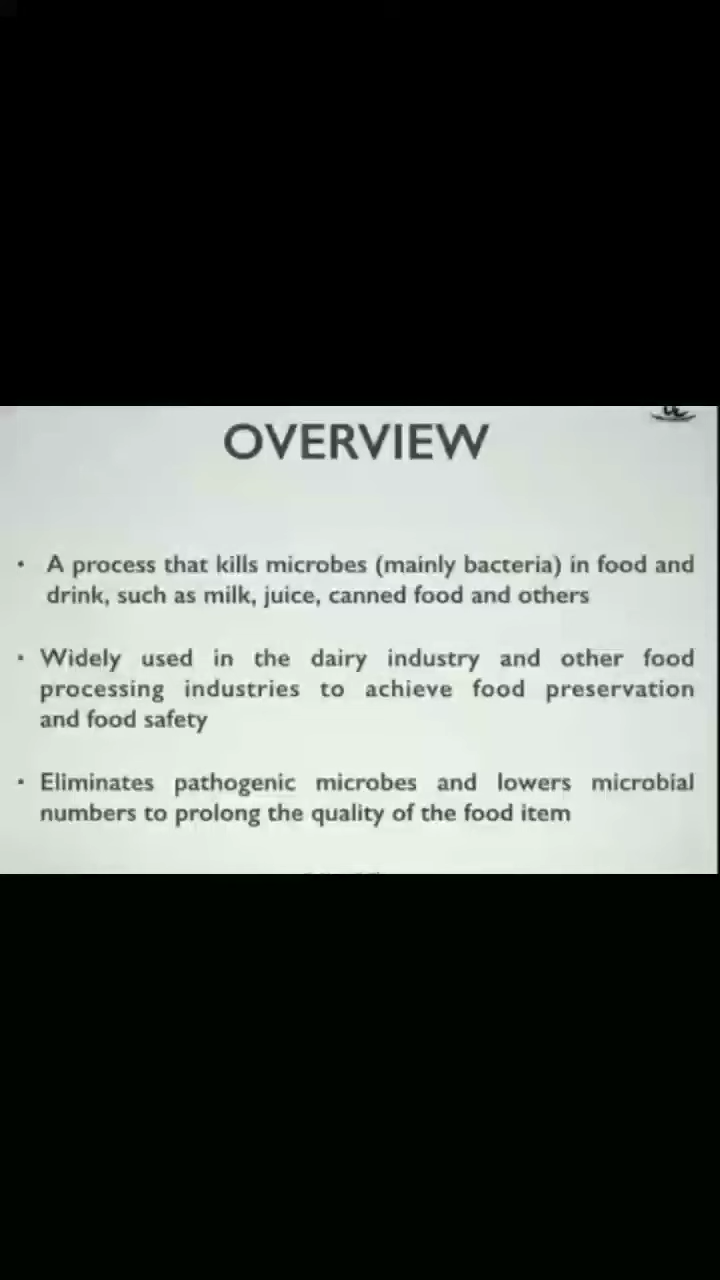 OVERVIEW
• A process that kills microbes (mainly bacteria) in food and
drink, such as milk, juice, canned food and others
• Widely used in the dairy industry and other food
processing industries to achieve food preservation
and food safety
• Eliminates pathogenic microbes and lowers microbial
numbers to prolong the quality of the food item